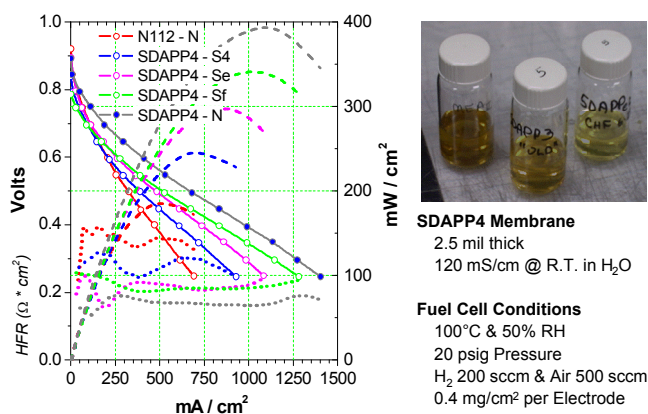 N112 - N
SDAPP4 - S4
SDAPP4 - Se
SDAPP4 - Sf
SDAPP4 - N
1.0
0.8
0.6
0.4
0.2
0.0
Volts
HFR (Ω * cm²)
0 250 500 750 1000 1250 1500
mA / cm²
400
300
200
100
0
mW / cm²
S
"OLD"
SDAPP4 Membrane
2.5 mil thick
120 mS/cm @ R.T. in H₂O
Fuel Cell Conditions
100°C & 50% RH
20 psig Pressure
H₂ 200 sccm & Air 500 sccm
0.4 mg/cm² per Electrode